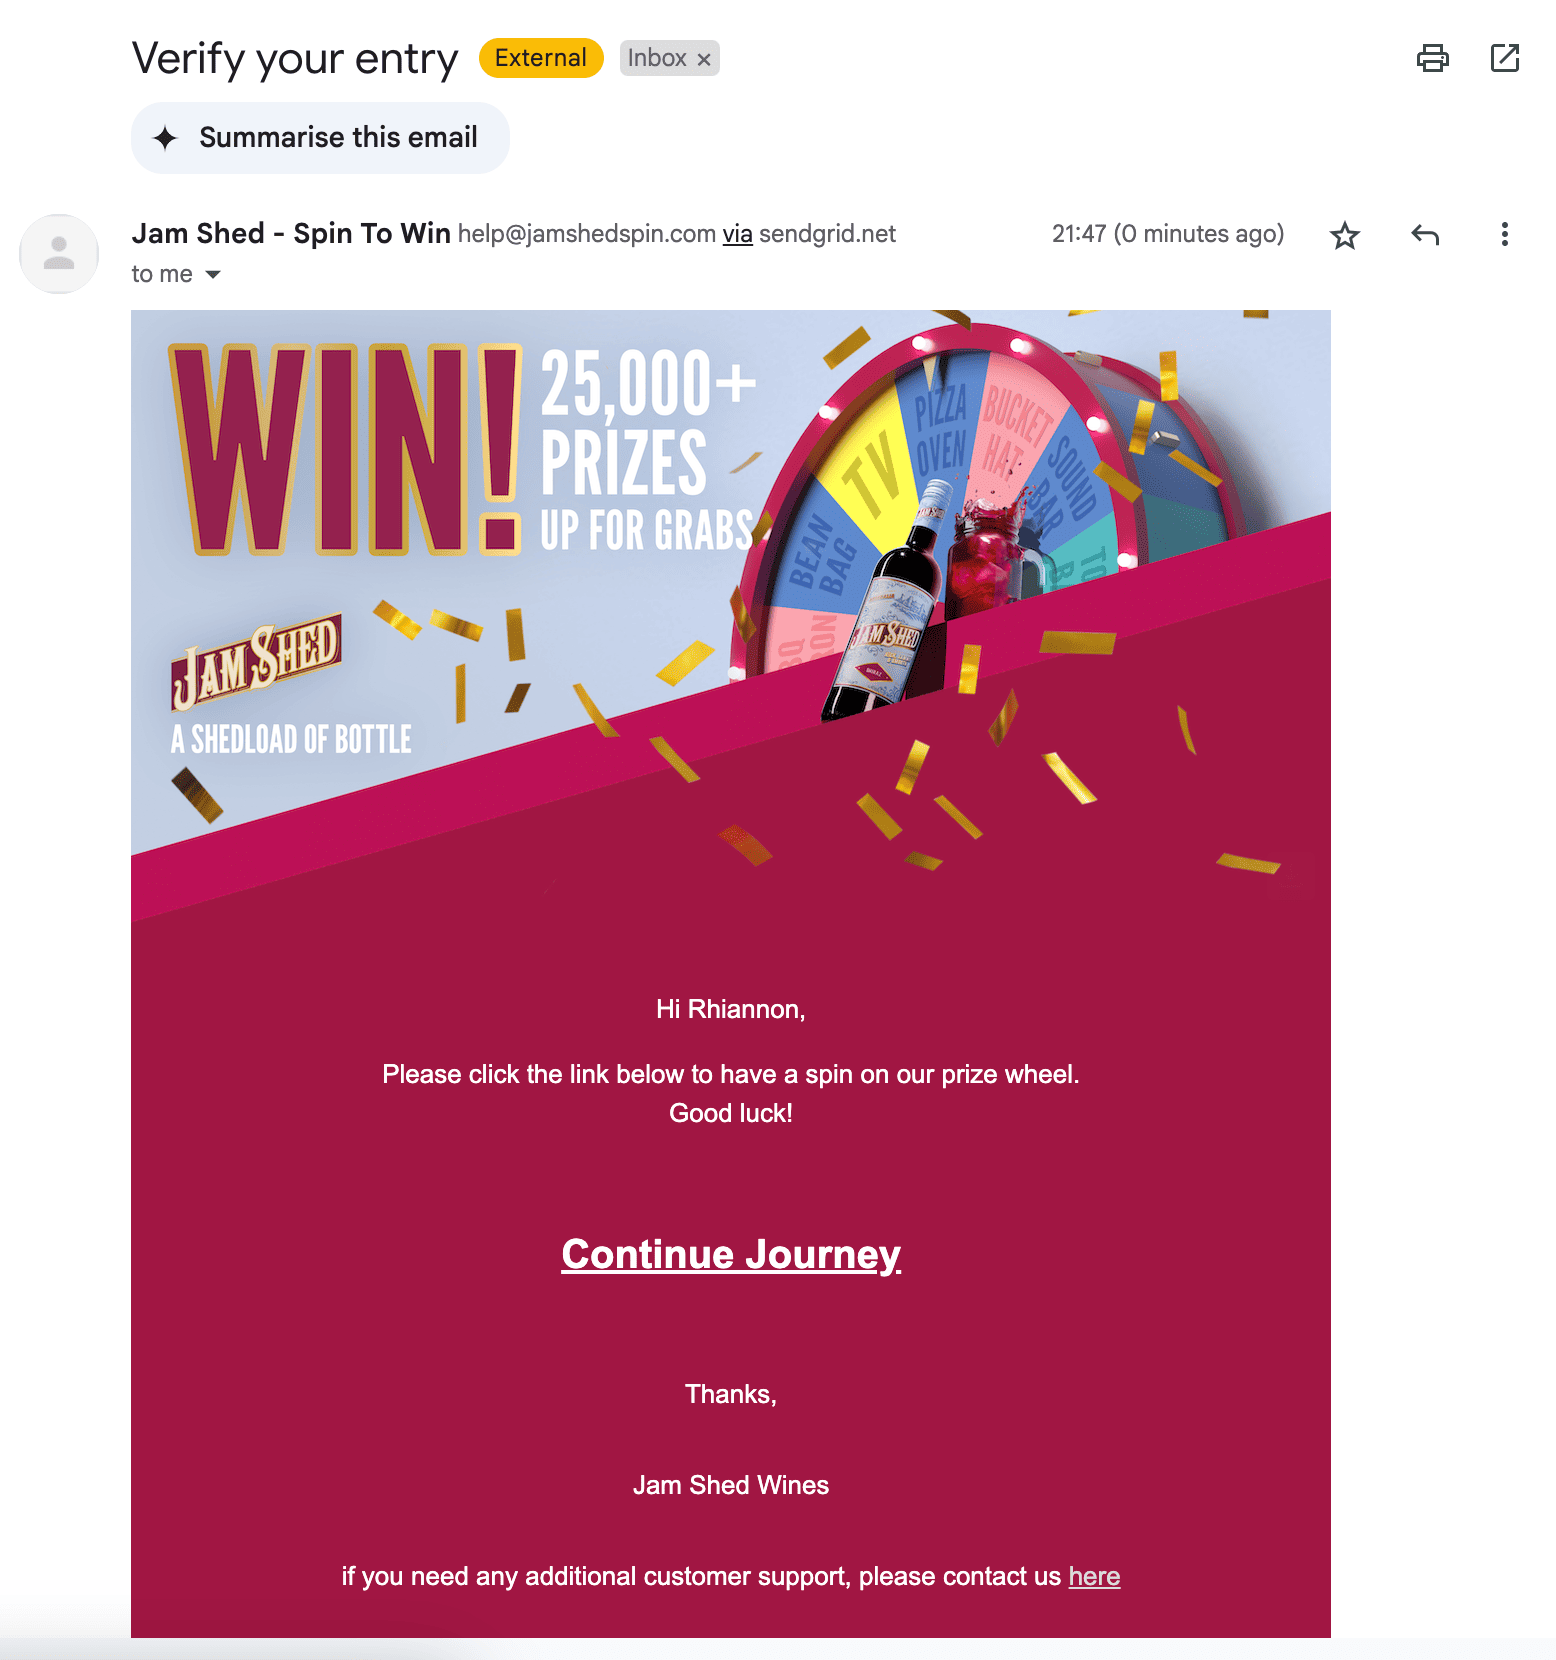 Verify your entry External Inbox ×
Summarise this email
Jam Shed - Spin To Win help@jamshedspin.com via sendgrid.net 21:47 (0 minutes ago)
to me
WIN! 25,000+
PRIZES
UP FOR GRABS
TV
PIZZA
OVEN
BUCKET
HAT
SOUND
BAR
BEAN
BAG
JAM SHED
JAM SHED
A SHEDLOAD OF BOTTLE
Hi Rhiannon,
Please click the link below to have a spin on our prize wheel.
Good luck!
Continue Journey
Thanks,
Jam Shed Wines
if you need any additional customer support, please contact us here